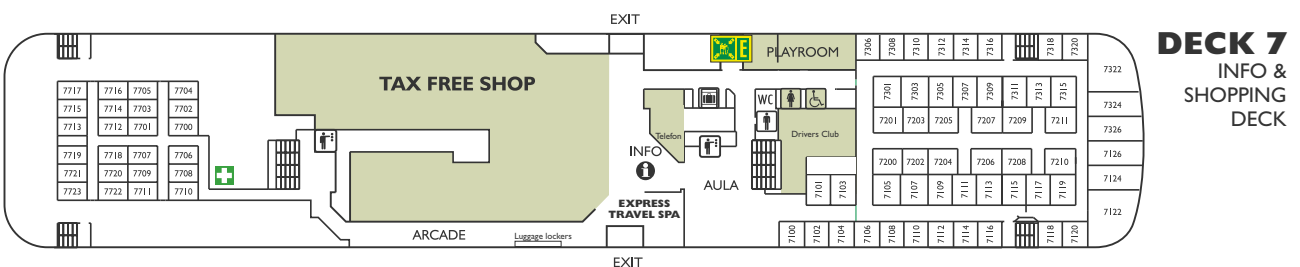 EXIT
DECK 7
INFO &
SHOPPING
DECK
TAX FREE SHOP
E
PLAYROOM
7306 7308 7310 7312 7314 7316 7318 7320
7322
7324
7326
7126
7124
7122
7717 7716 7705 7704
7715 7714 7703 7702
7713 7712 7701 7700
7719 7718 7707 7706
7721 7720 7709 7708
7723 7722 7711 7710
WC
Telefon
Drivers Club
INFO
i
AULA
EXPRESS
TRAVEL SPA
7301 7303 7305 7307 7309 7311 7313 7315
7201 7203 7205 7207 7209 7211
7200 7202 7204 7206 7208 7210
7101 7103 7105 7107 7109 7111 7113 7115 7117 7119
7100 7102 7104 7106 7108 7110 7112 7114 7116 7118 7120
ARCADE
Luggage lockers
EXIT